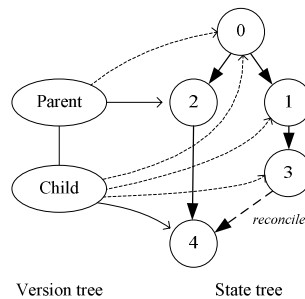 0
Parent
2
1
Child
3
reconcile
4
Version tree
State tree